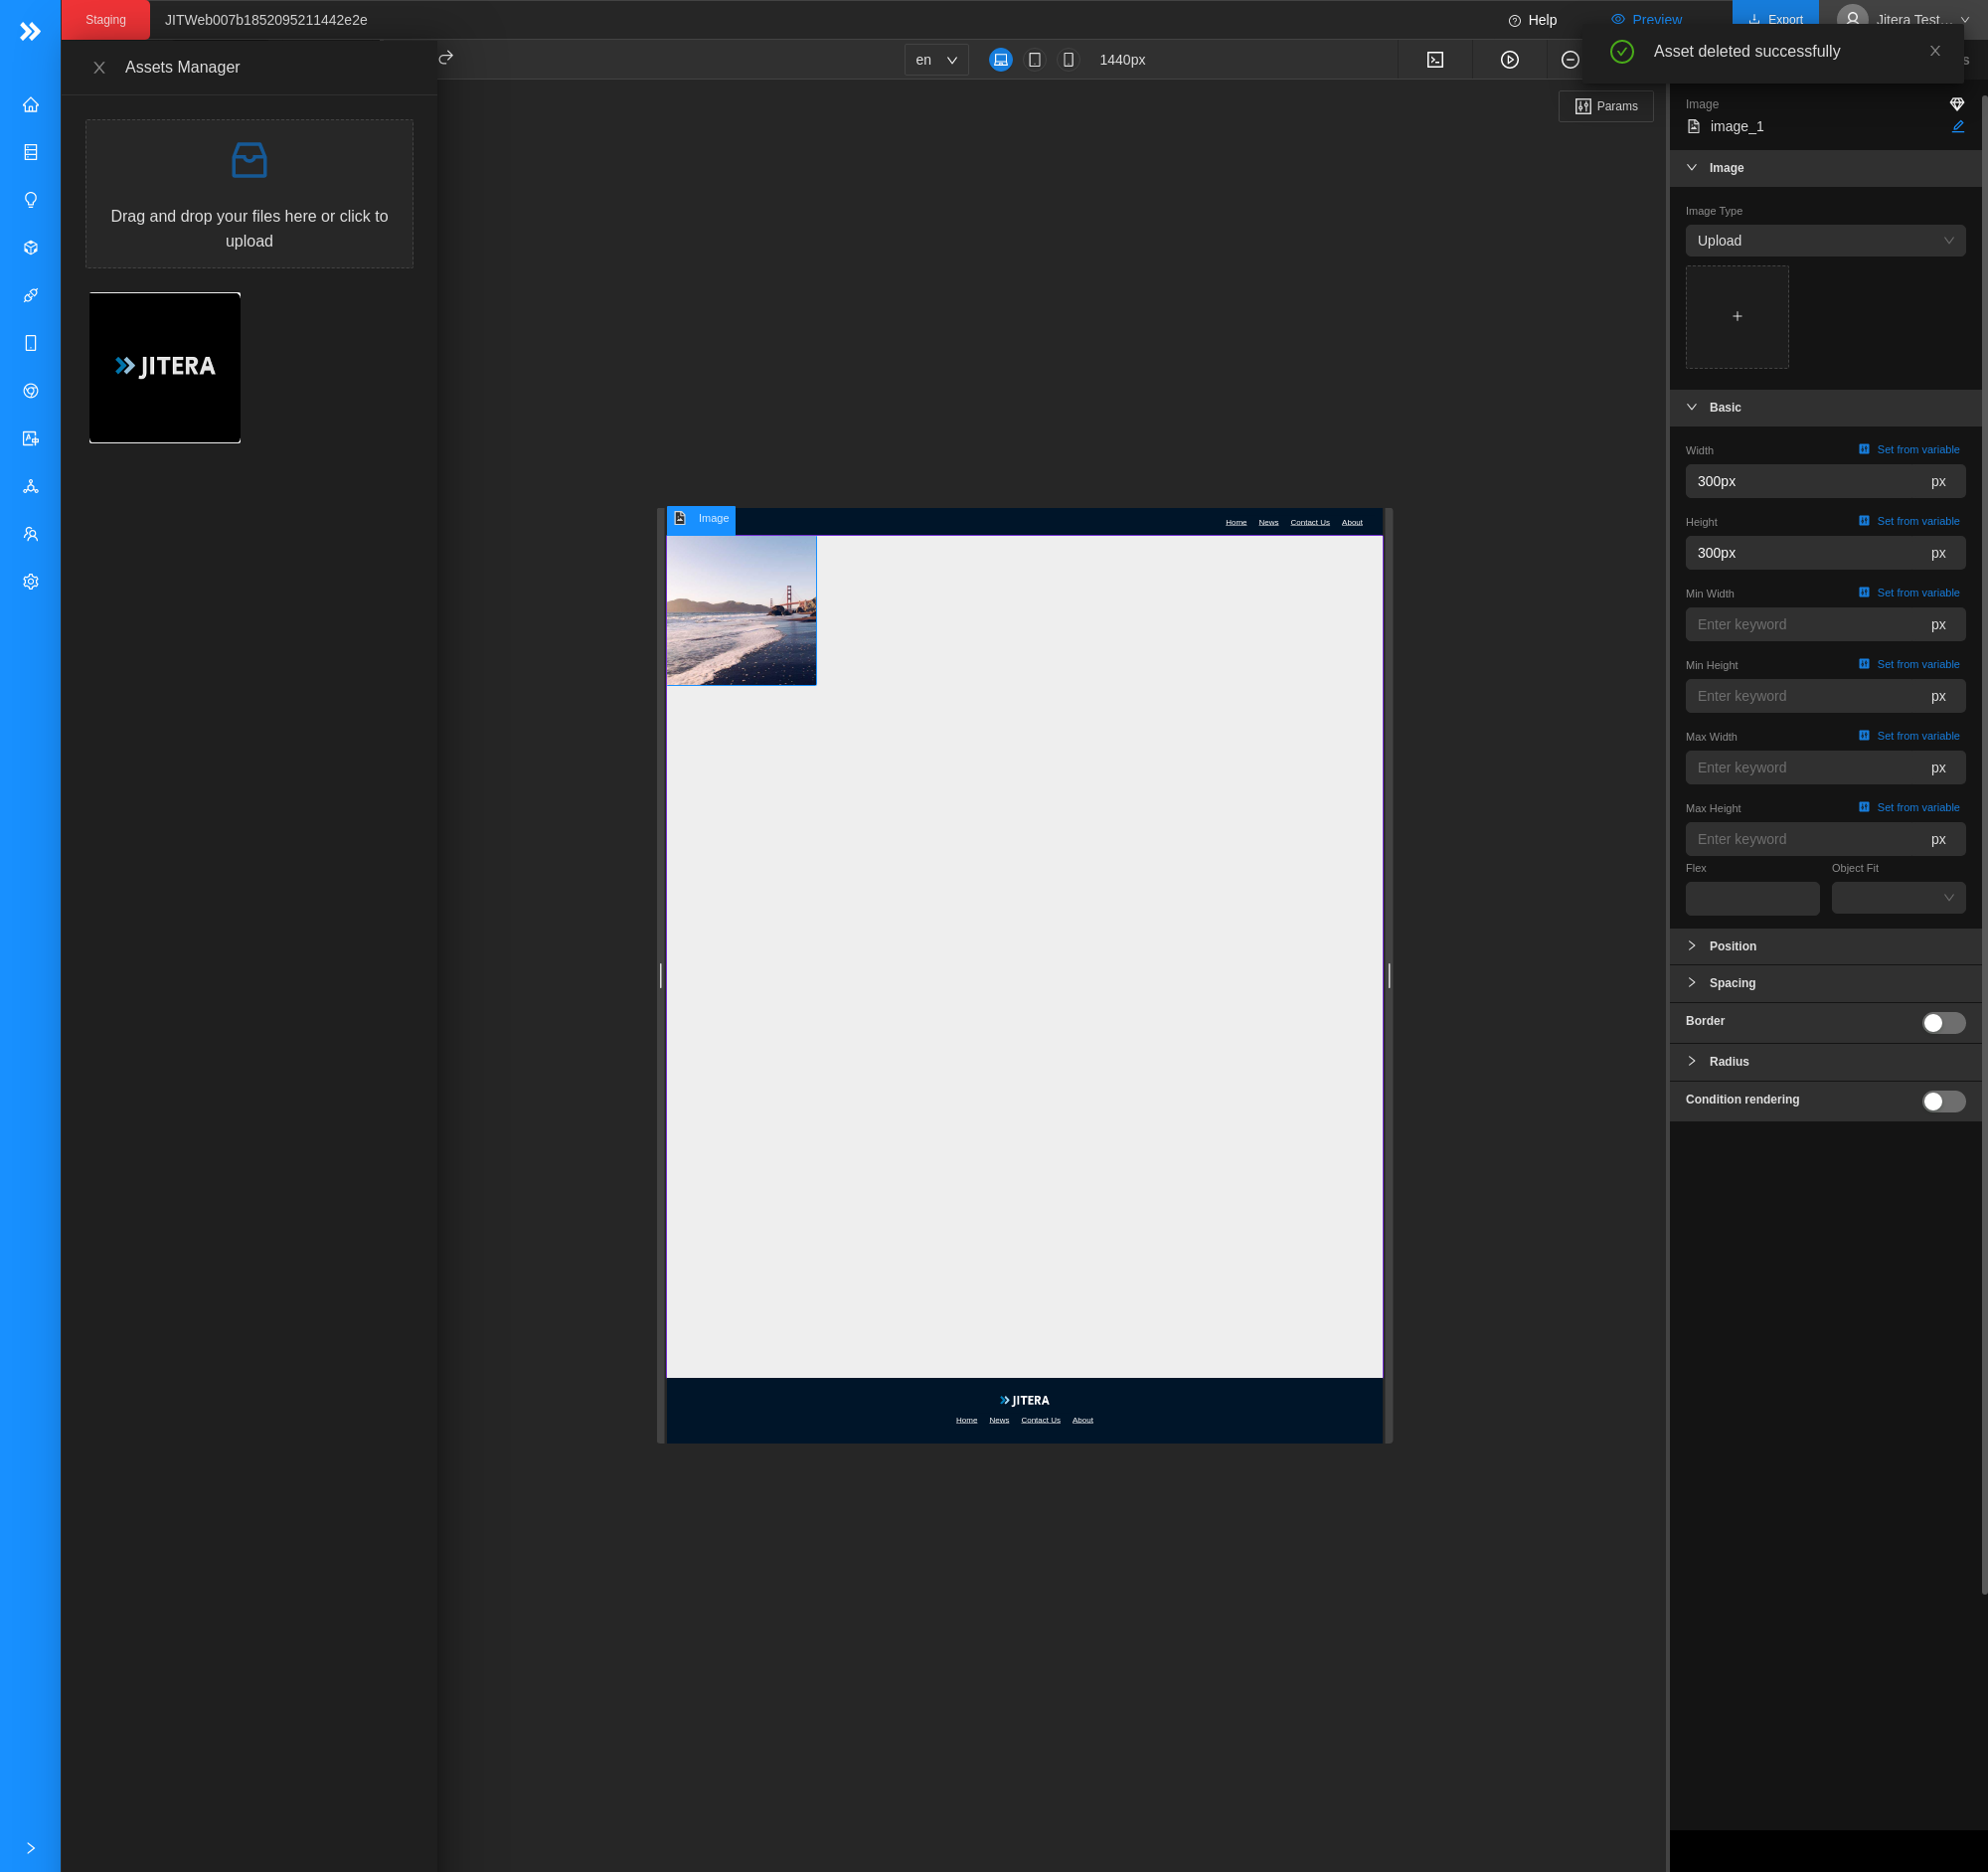 Staging
JITWeb007b1852095211442e2e
Help
Preview
Export
Jitera Test...
Assets Manager
en
1440px
Asset deleted successfully
Params
Drag and drop your files here or click to
upload
JITERA
Image
Home News Contact Us About
JITERA
Home News Contact Us About
Image
image_1
Image
Image Type
Upload
Basic
Width Set from variable
300px px
Height Set from variable
300px px
Min Width Set from variable
Enter keyword px
Min Height Set from variable
Enter keyword px
Max Width Set from variable
Enter keyword px
Max Height Set from variable
Enter keyword px
Flex Object Fit
Position
Spacing
Border
Radius
Condition rendering